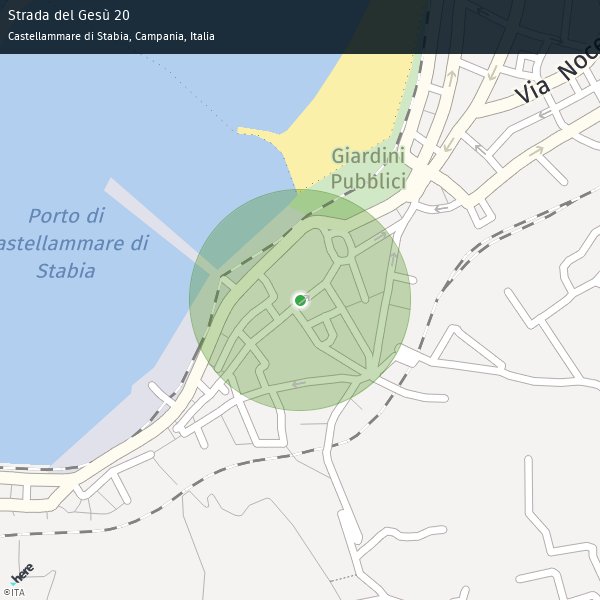 Strada del Gesù 20
Castellammare di Stabia, Campania, Italia
Via Noce
Giardini
Pubblici
Porto di
astellammare di
Stabia
here
©ITA